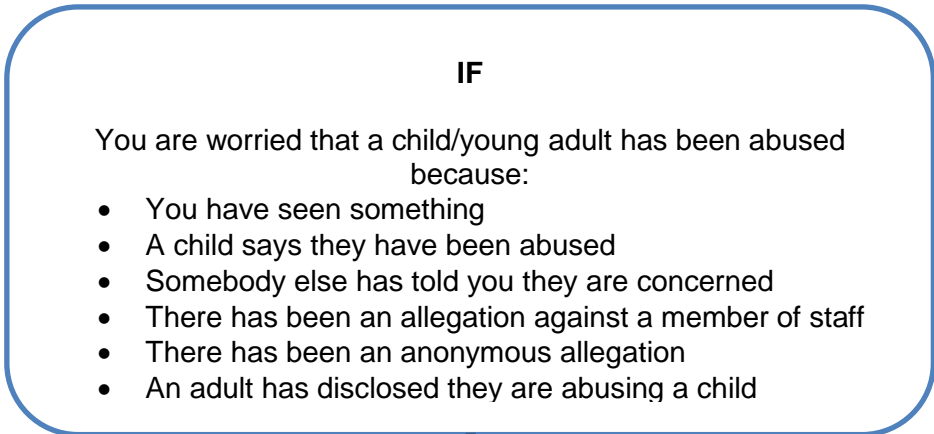 IF
You are worried that a child/young adult has been abused
because:
• You have seen something
• A child says they have been abused
• Somebody else has told you they are concerned
• There has been an allegation against a member of staff
• There has been an anonymous allegation
• An adult has disclosed they are abusing a child